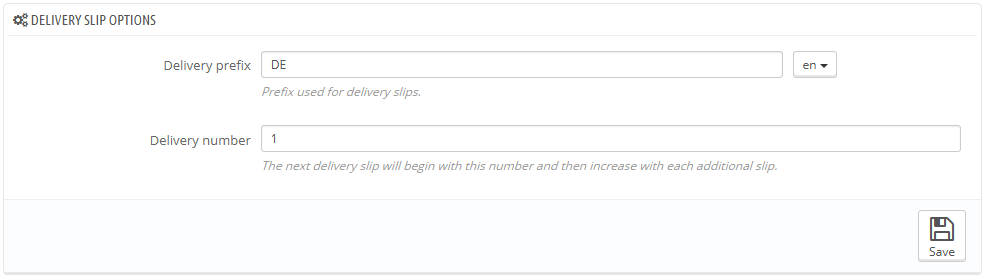 DELIVERY SLIP OPTIONS
Delivery prefix DE en
Prefix used for delivery slips.
Delivery number 1
The next delivery slip will begin with this number and then increase with each additional slip.
Save